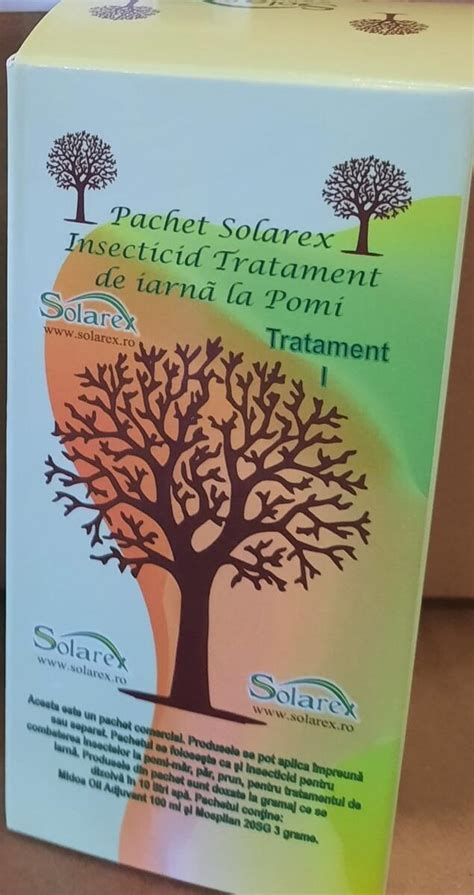 Pachet Solarex
Insecticid Tratament
de iarnă la Pomi
Solarex
www.solarex.ro
Tratament
I
Solarex
www.solarex.ro
Solarex
www.solarex.ro
Acesta este un pachet comercial. Produsele se pot aplica împreună
sau separat. Pachetul se folosește ca și insecticid pentru
combaterea insectelor la pomi-măr, păr, prun, pentru tratamentul de
iarnă. Produsele din pachet sunt dozate la gramaj ce se
dizolvă în 10 litri apă. Pachetul conține:
Midos Oil Adjuvant 100 ml și Mospilan 20SG 3 grame.